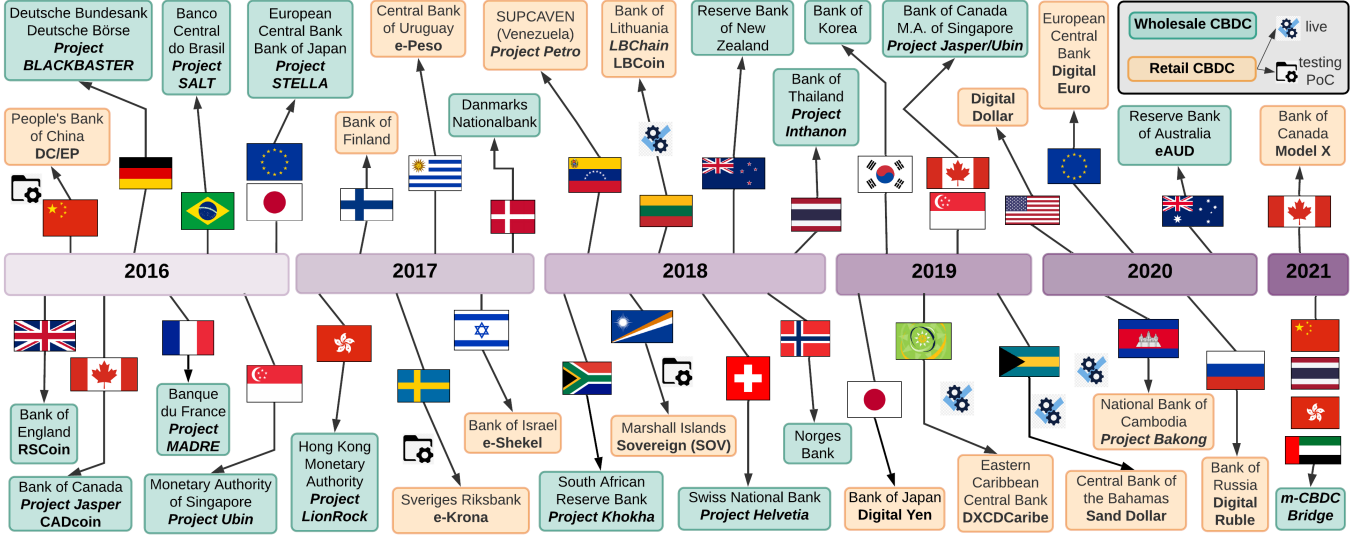 Deutsche Bundesank
Deutsche Börse
Project
BLACKBASTER
Banco
Central
do Brasil
Project
SALT
European
Central Bank
Bank of Japan
Project
STELLA
Central Bank
of Uruguay
e-Peso
SUPCAVEN
(Venezuela)
Project Petro
Bank of
Lithuania
LBChain
LBCoin
Reserve Bank
of New
Zealand
Bank of
Korea
Bank of Canada
M.A. of Singapore
Project Jasper/Ubin
European
Central
Bank
Digital
Euro
Wholesale CBDC
Retail CBDC
live
testing
PoC
People's Bank
of China
DC/EP
Bank of
Finland
Danmarks
Nationalbank
Bank of
Thailand
Project
Inthanon
Digital
Dollar
Reserve Bank
of Australia
eAUD
Bank of
Canada
Model X
2016
2017
2018
2019
2020
2021
Bank of
England
RSCoin
Bank of Canada
Project Jasper
CADcoin
Banque
du France
Project
MADRE
Monetary Authority
of Singapore
Project Ubin
Hong Kong
Monetary
Authority
Project
LionRock
Sveriges Riksbank
e-Krona
Bank of Israel
e-Shekel
South African
Reserve Bank
Project Khokha
Marshall Islands
Sovereign (SOV)
Swiss National Bank
Project Helvetia
Norges
Bank
Bank of Japan
Digital Yen
Eastern
Caribbean
Central Bank
DXCDCaribe
Central Bank of
the Bahamas
Sand Dollar
National Bank of
Cambodia
Project Bakong
Bank of
Russia
Digital
Ruble
m-CBDC
Bridge